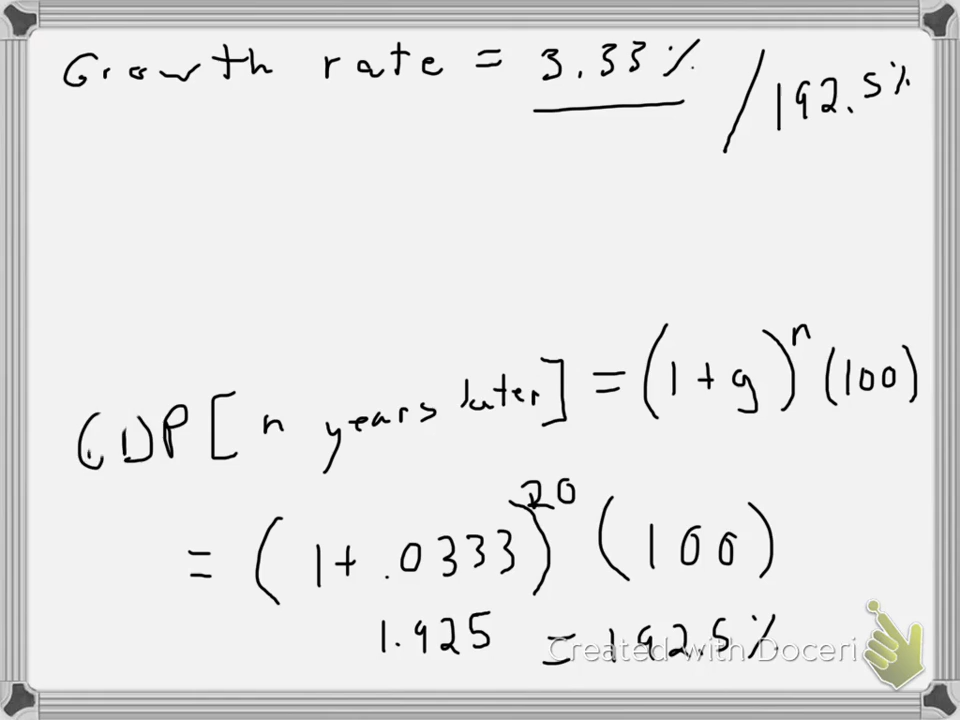 Growth rate = 3.33% / 192.5%
GDP[n years later] = (1+g)^n (100)
= (1+.0333)^20 (100)
1.925 = 192.5%
Created with Doceri